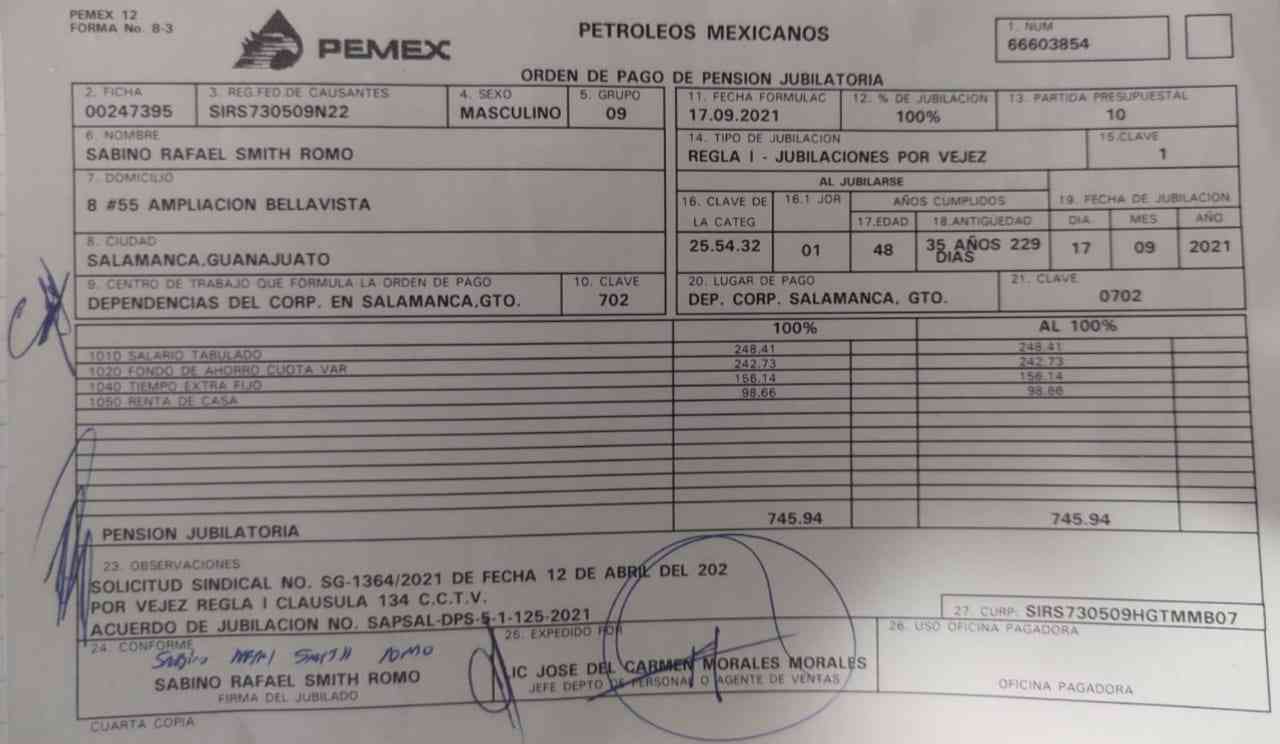 PEMEX 12
FORMA No. 8-3
PEMEX
PETROLEOS MEXICANOS
1. NUM
66603854
ORDEN DE PAGO DE PENSION JUBILATORIA
2. FICHA
00247395
3. REG.FED.DE CAUSANTES
SIRS730509N22
4. SEXO
MASCULINO
5. GRUPO
09
11. FECHA FORMULAC
17.09.2021
12. % DE JUBILACION
100%
13. PARTIDA PRESUPUESTAL
10
6. NOMBRE
SABINO RAFAEL SMITH ROMO
14. TIPO DE JUBILACION
REGLA I - JUBILACIONES POR VEJEZ
15.CLAVE
1
7. DOMICILIO
8 #55 AMPLIACION BELLAVISTA
AL JUBILARSE
16. CLAVE DE LA CATEG
25.54.32
16.1 JOR
01
AÑOS CUMPLIDOS
17.EDAD
48
18.ANTIGÜEDAD
35 AÑOS 229 DIAS
19. FECHA DE JUBILACION
DIA
MES
AÑO
17
09
2021
8. CIUDAD
SALAMANCA.GUANAJUATO
9. CENTRO DE TRABAJO QUE FORMULA LA ORDEN DE PAGO
DEPENDENCIAS DEL CORP. EN SALAMANCA,GTO.
10. CLAVE
702
20. LUGAR DE PAGO
DEP. CORP. SALAMANCA, GTO.
21. CLAVE
0702
100%
AL 100%
1010 SALARIO TABULADO 248.41 248.41
1020 FONDO DE AHORRO CUOTA VAR 242.73 242.73
1040 TIEMPO EXTRA FIJO 156.14 156.14
1050 RENTA DE CASA 98.66 98.66
PENSION JUBILATORIA 745.94 745.94
23. OBSERVACIONES
SOLICITUD SINDICAL NO. SG-1364/2021 DE FECHA 12 DE ABRIL DEL 202
POR VEJEZ REGLA I CLAUSULA 134 C.C.T.V.
ACUERDO DE JUBILACION NO. SAPSAL-DPS-5-1-125-2021
27. CURP: SIRS730509HGTMMB07
24. CONFORME
SABINO RAFAEL SMITH ROMO
SABINO RAFAEL SMITH ROMO
FIRMA DEL JUBILADO
26. EXPEDIDO POR
LIC JOSE DEL CARMEN MORALES MORALES
JEFE DEPTO DE PERSONAL O AGENTE DE VENTAS
28. USO OFICINA PAGADORA
OFICINA PAGADORA
CUARTA COPIA